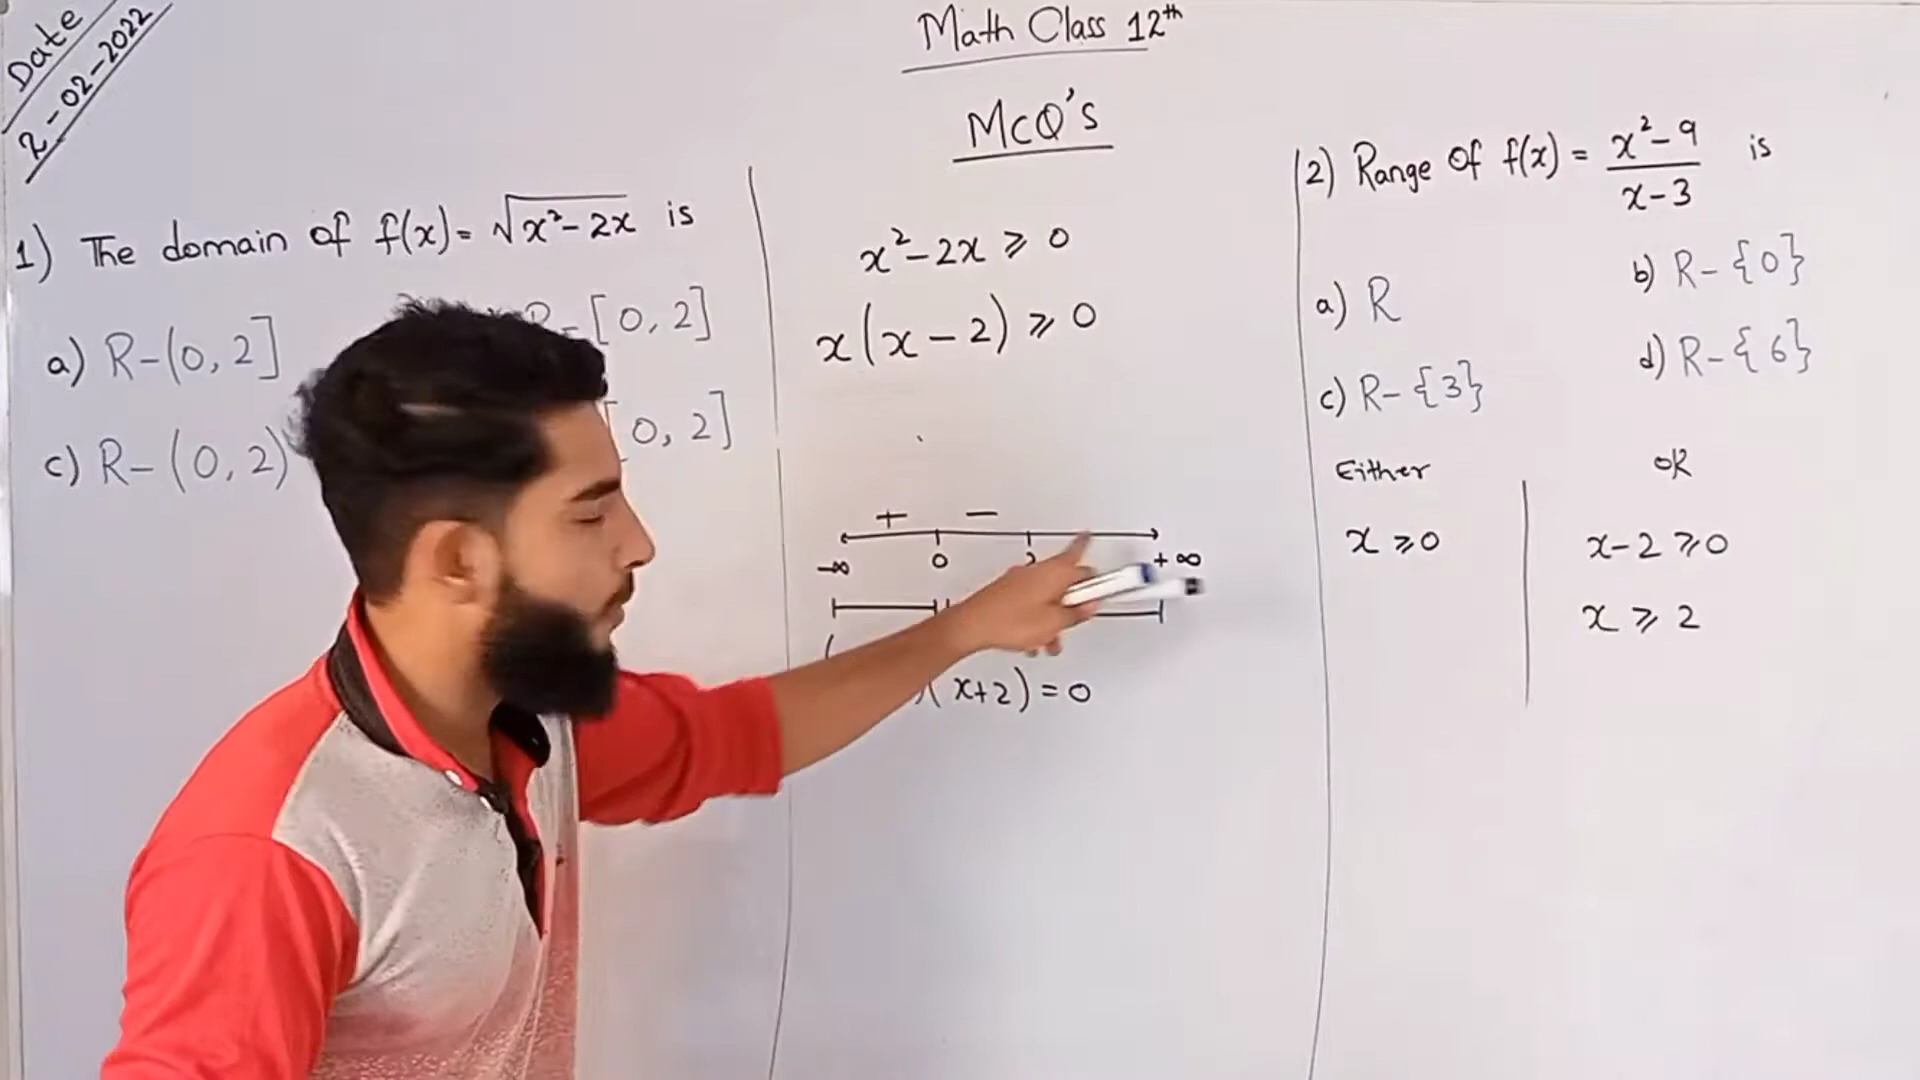 Date
2-02-2022
Math Class 12th
MCQ's
1) The domain of f(x) = √x²-2x is
a) R-(0, 2]
R-[0, 2]
c) R-(0, 2)
[0, 2]
x²-2x ⩾ 0
x(x-2) ⩾ 0
+ -
-∞ 0 2 +∞
(
)(x+2) = 0
2) Range of f(x) = x²-9 / x-3 is
a) R
b) R-{0}
c) R-{3}
d) R-{6}
Either OR
x ⩾ 0
x-2 ⩾ 0
x ⩾ 2